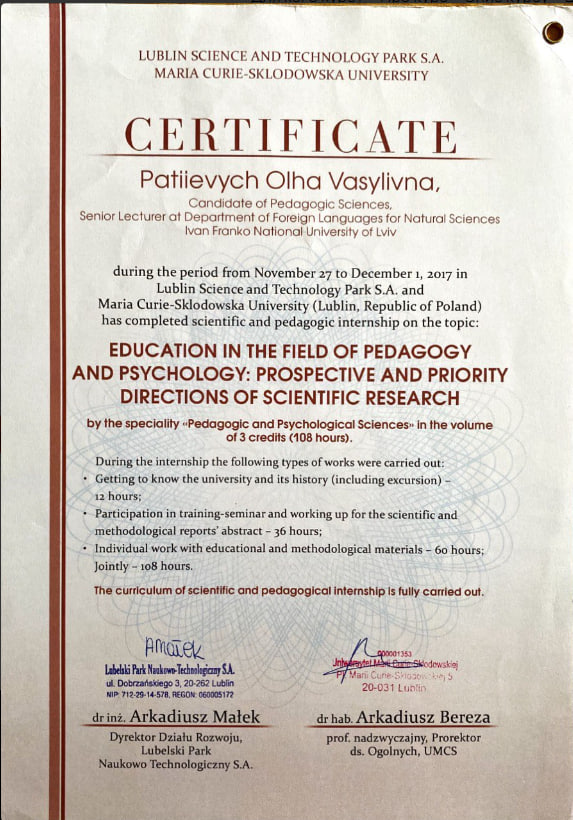 LUBLIN SCIENCE AND TECHNOLOGY PARK S.A.
MARIA CURIE-SKLODOWSKA UNIVERSITY
CERTIFICATE
Patiievych Olha Vasylivna,
Candidate of Pedagogic Sciences,
Senior Lecturer at Department of Foreign Languages for Natural Sciences
Ivan Franko National University of Lviv
during the period from November 27 to December 1, 2017 in
Lublin Science and Technology Park S.A. and
Maria Curie-Sklodowska University (Lublin, Republic of Poland)
has completed scientific and pedagogic internship on the topic:
EDUCATION IN THE FIELD OF PEDAGOGY
AND PSYCHOLOGY: PROSPECTIVE AND PRIORITY
DIRECTIONS OF SCIENTIFIC RESEARCH
by the speciality «Pedagogic and Psychological Sciences» in the volume
of 3 credits (108 hours).
During the internship the following types of works were carried out:
• Getting to know the university and its history (including excursion) –
12 hours;
• Participation in training-seminar and working up for the scientific and
methodological reports' abstract – 36 hours;
• Individual work with educational and methodological materials – 60 hours;
Jointly – 108 hours.
The curriculum of scientific and pedagogical internship is fully carried out.
AMałek
Lubelski Park Naukowo-Technologiczny S.A.
ul. Dobrzańskiego 3, 20-262 Lublin
NIP: 712-29-14-578, REGON: 060005172
dr inż. Arkadiusz Małek
Dyrektor Działu Rozwoju,
Lubelski Park
Naukowo Technologiczny S.A.
000001353
Uniwersytet Marii Curie-Skłodowskiej
Pl. Marii Curie-Skłodowskiej 5
20-031 Lublin
dr hab. Arkadiusz Bereza
prof. nadzwyczajny, Prorektor
ds. Ogolnych, UMCS